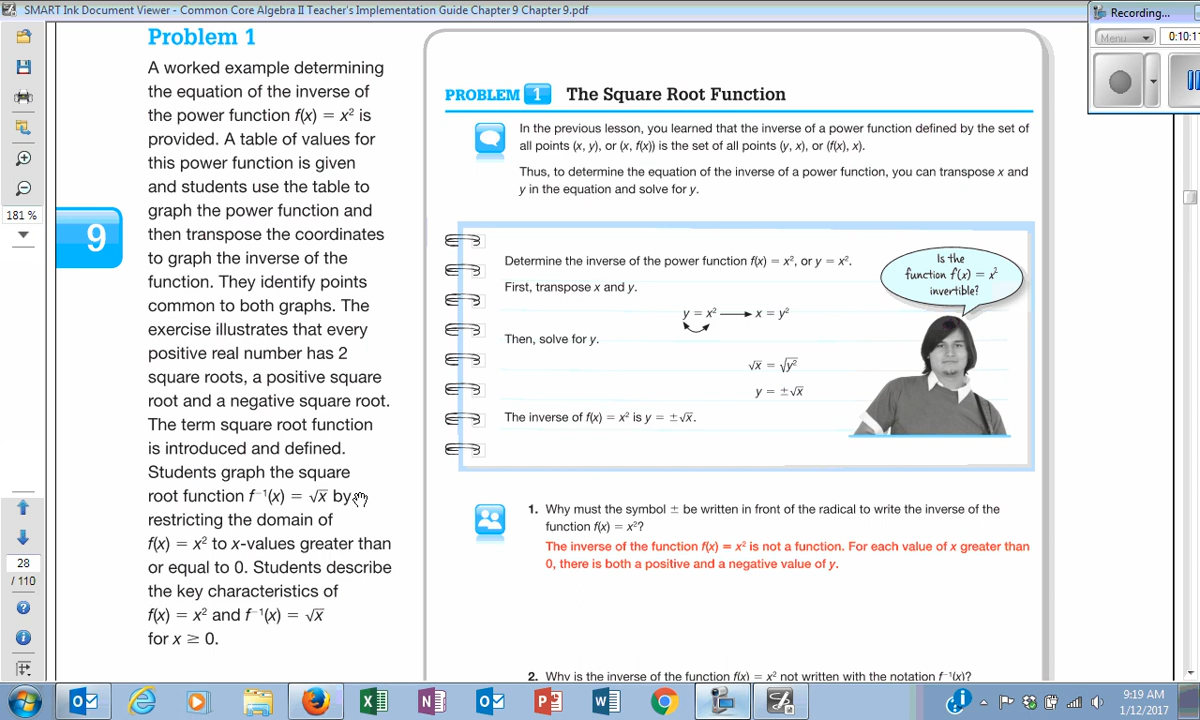 SMART Ink Document Viewer - Common Core Algebra II Teacher's Implementation Guide Chapter 9 Chapter 9.pdf
Recording...
Menu
0:10:1
181 %
28
/ 110
9
Problem 1
A worked example determining
the equation of the inverse of
the power function f(x) = x² is
provided. A table of values for
this power function is given
and students use the table to
graph the power function and
then transpose the coordinates
to graph the inverse of the
function. They identify points
common to both graphs. The
exercise illustrates that every
positive real number has 2
square roots, a positive square
root and a negative square root.
The term square root function
is introduced and defined.
Students graph the square
root function f⁻¹(x) = √x by
restricting the domain of
f(x) = x² to x-values greater than
or equal to 0. Students describe
the key characteristics of
f(x) = x² and f⁻¹(x) = √x
for x ≥ 0.
PROBLEM 1 The Square Root Function
In the previous lesson, you learned that the inverse of a power function defined by the set of
all points (x, y), or (x, f(x)) is the set of all points (y, x), or (f(x), x).
Thus, to determine the equation of the inverse of a power function, you can transpose x and
y in the equation and solve for y.
Determine the inverse of the power function f(x) = x², or y = x².
First, transpose x and y.
y = x² ⟶ x = y²
Then, solve for y.
√x = √y²
y = ±√x
The inverse of f(x) = x² is y = ±√x.
Is the
function f(x) = x²
invertible?
1. Why must the symbol ± be written in front of the radical to write the inverse of the
function f(x) = x²?
The inverse of the function f(x) = x² is not a function. For each value of x greater than
0, there is both a positive and a negative value of y.
2. Why is the inverse of the function f(x) = x² not written with the notation f⁻¹(x)?
9:19 AM
1/12/2017